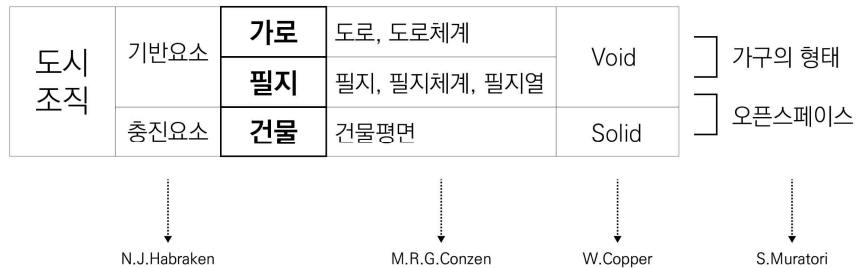 도시
조직
기반요소
가로
도로, 도로체계
Void
가구의 형태
필지
필지, 필지체계, 필지열
오픈스페이스
충진요소
건물
건물평면
Solid
N.J.Habraken
M.R.G.Conzen
W.Copper
S.Muratori